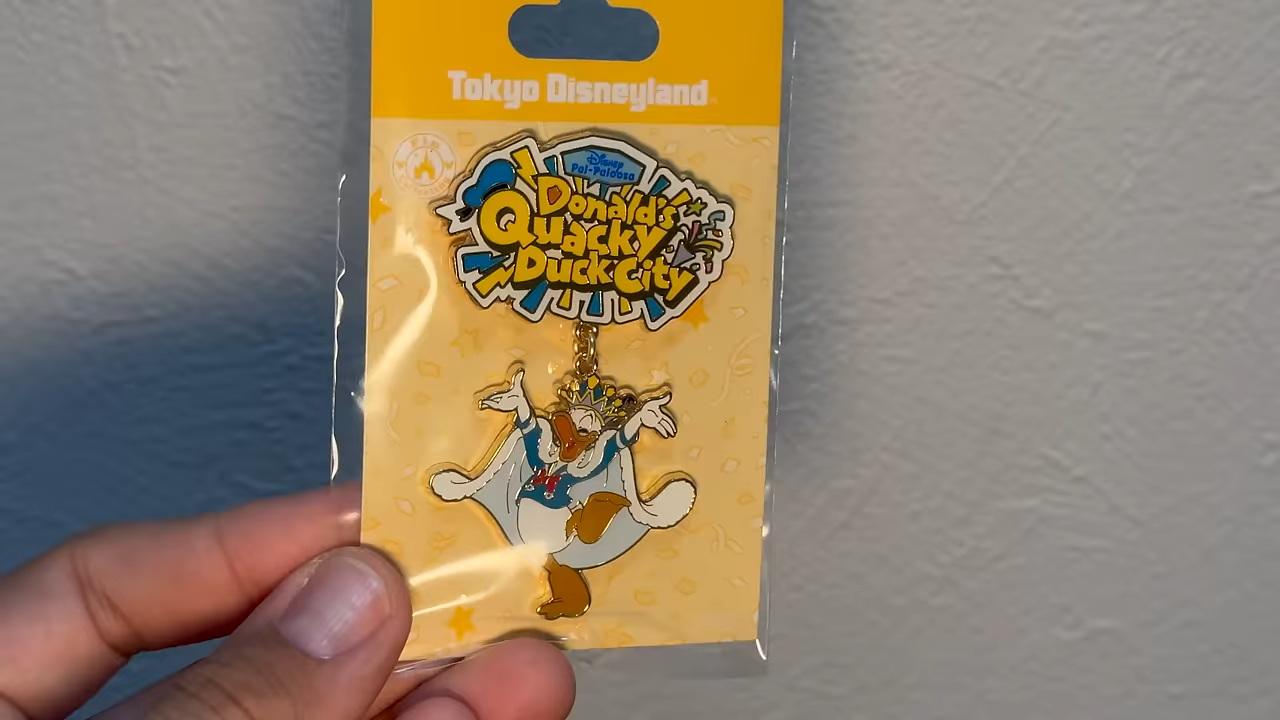 Tokyo Disneyland
Disney
Pal-Palooza
Donald's
Quacky
Duck City